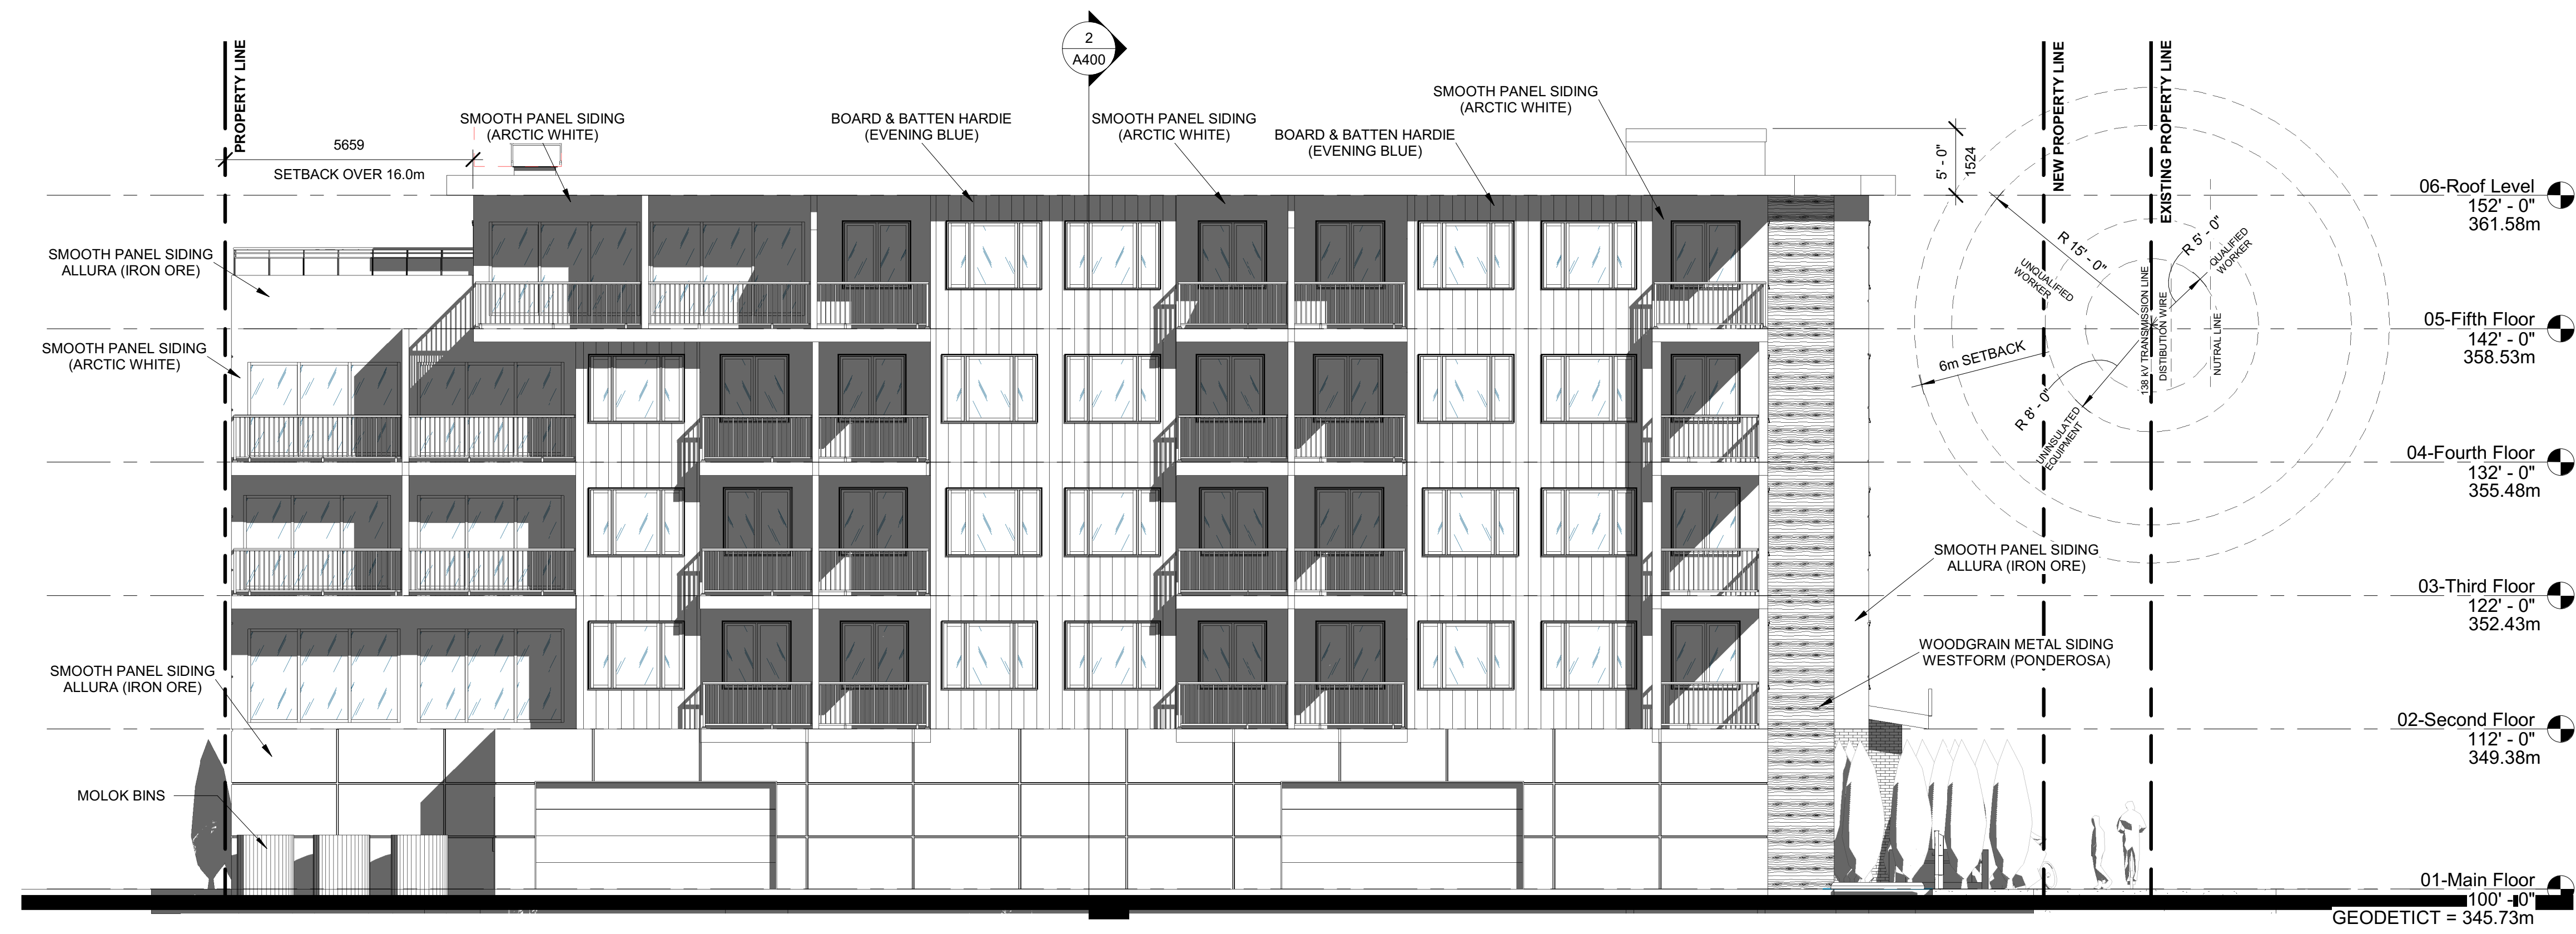 2
A400
PROPERTY LINE
NEW PROPERTY LINE
EXISTING PROPERTY LINE
5659
SETBACK OVER 16.0m
SMOOTH PANEL SIDING
(ARCTIC WHITE)
BOARD & BATTEN HARDIE
(EVENING BLUE)
SMOOTH PANEL SIDING
(ARCTIC WHITE)
BOARD & BATTEN HARDIE
(EVENING BLUE)
SMOOTH PANEL SIDING
(ARCTIC WHITE)
5' - 0"
1524
SMOOTH PANEL SIDING
ALLURA (IRON ORE)
SMOOTH PANEL SIDING
(ARCTIC WHITE)
SMOOTH PANEL SIDING
ALLURA (IRON ORE)
MOLOK BINS
R 15' - 0"
UNQUALIFIED
WORKER
R 5' - 0"
QUALIFIED
WORKER
6m SETBACK
138 kV TRANSMISSION LINE
DISTRIBUTION WIRE
NUTRAL LINE
R 8' - 0"
UNINSULATED
EQUIPMENT
SMOOTH PANEL SIDING
ALLURA (IRON ORE)
WOODGRAIN METAL SIDING
WESTFORM (PONDEROSA)
06-Roof Level
152' - 0"
361.58m
05-Fifth Floor
142' - 0"
358.53m
04-Fourth Floor
132' - 0"
355.48m
03-Third Floor
122' - 0"
352.43m
02-Second Floor
112' - 0"
349.38m
01-Main Floor
100' - 0"
GEODETICT = 345.73m